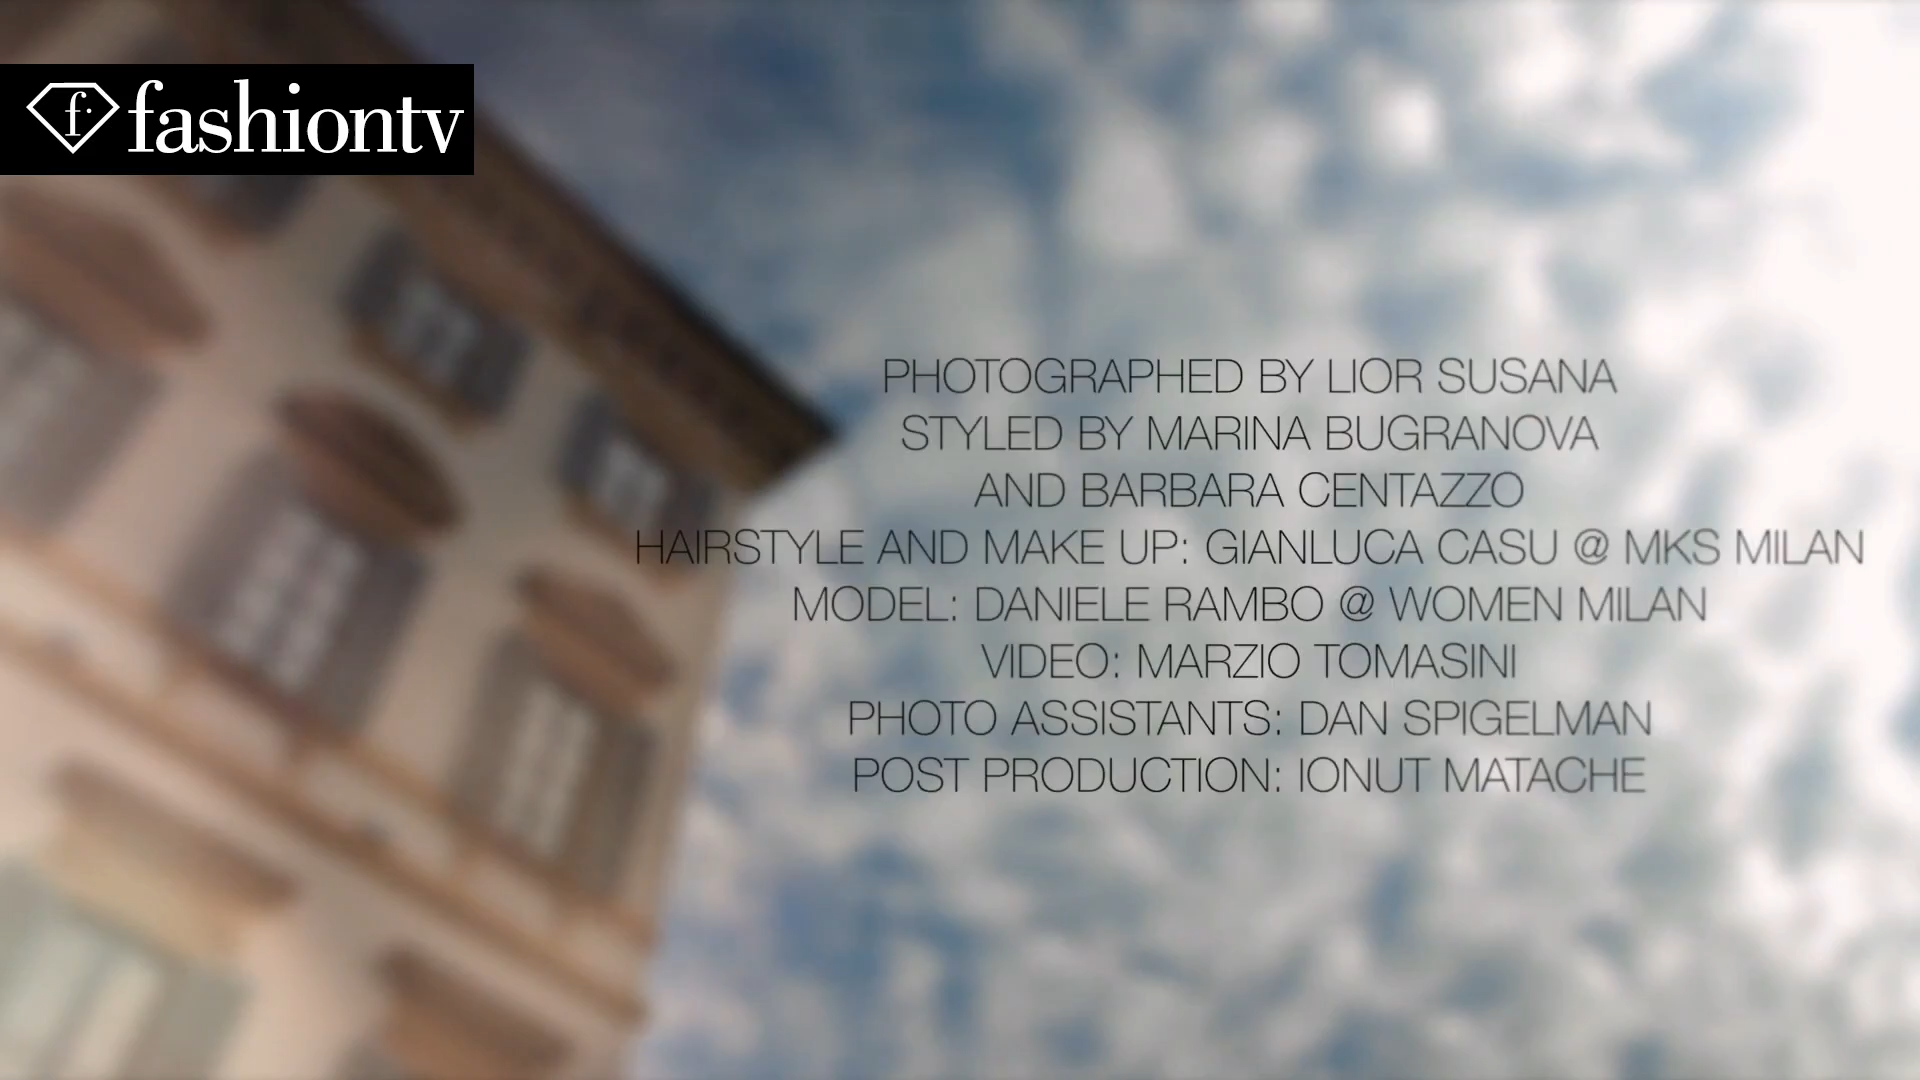 f. fashiontv
PHOTOGRAPHED BY LIOR SUSANA
STYLED BY MARINA BUGRANOVA
AND BARBARA CENTAZZO
HAIRSTYLE AND MAKE UP: GIANLUCA CASU @ MKS MILAN
MODEL: DANIELE RAMBO @ WOMEN MILAN
VIDEO: MARZIO TOMASINI
PHOTO ASSISTANTS: DAN SPIGELMAN
POST PRODUCTION: IONUT MATACHE